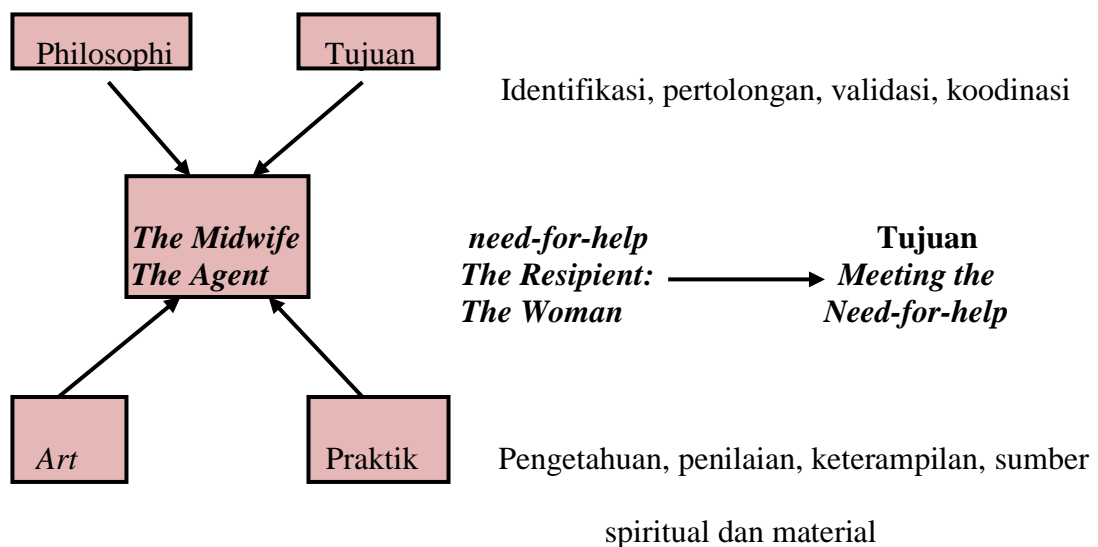 Philosophi
Tujuan
Identifikasi, pertolongan, validasi, koodinasi
The Midwife
The Agent
need-for-help
The Resipient:
The Woman
Tujuan
Meeting the
Need-for-help
Art
Praktik
Pengetahuan, penilaian, keterampilan, sumber
spiritual dan material